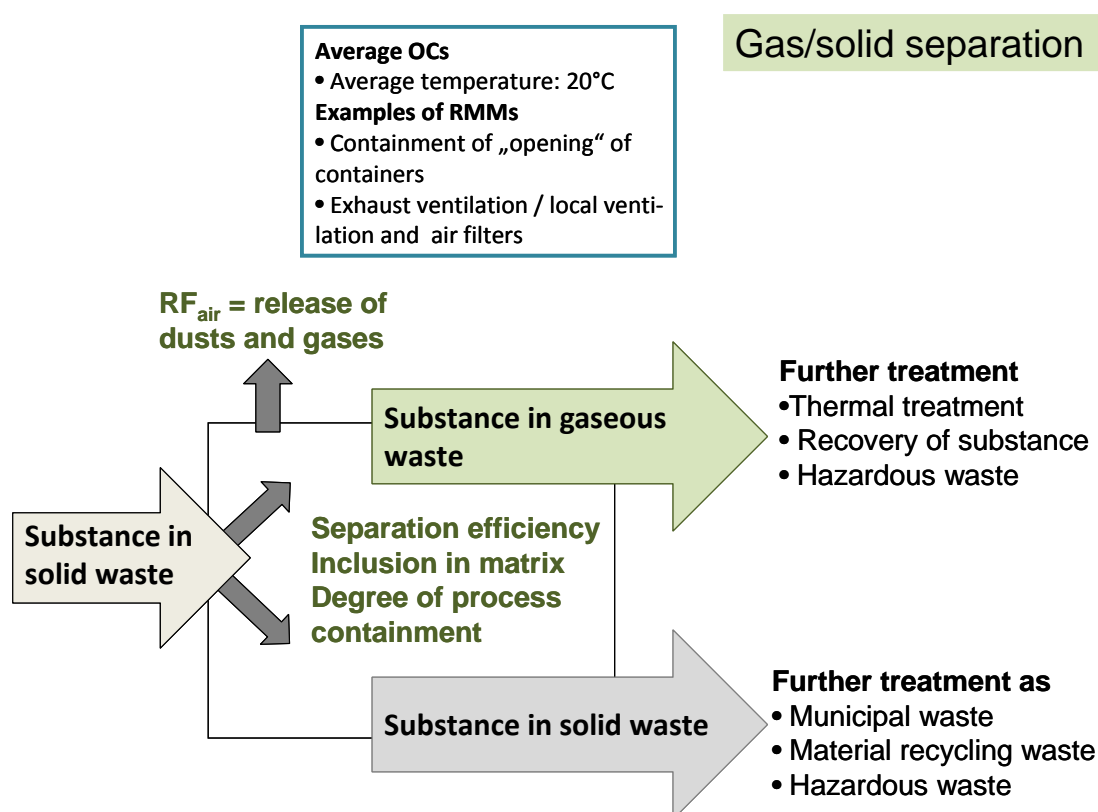 Gas/solid separation
Average OCs
• Average temperature: 20°C
Examples of RMMs
• Containment of „opening“ of
containers
• Exhaust ventilation / local venti-
lation and  air filters
RFair = release of
dusts and gases
Substance in gaseous
waste
Further treatment
•Thermal treatment
• Recovery of substance
• Hazardous waste
Substance in
solid waste
Separation efficiency
Inclusion in matrix
Degree of process
containment
Substance in solid waste
Further treatment as
• Municipal waste
• Material recycling waste
• Hazardous waste